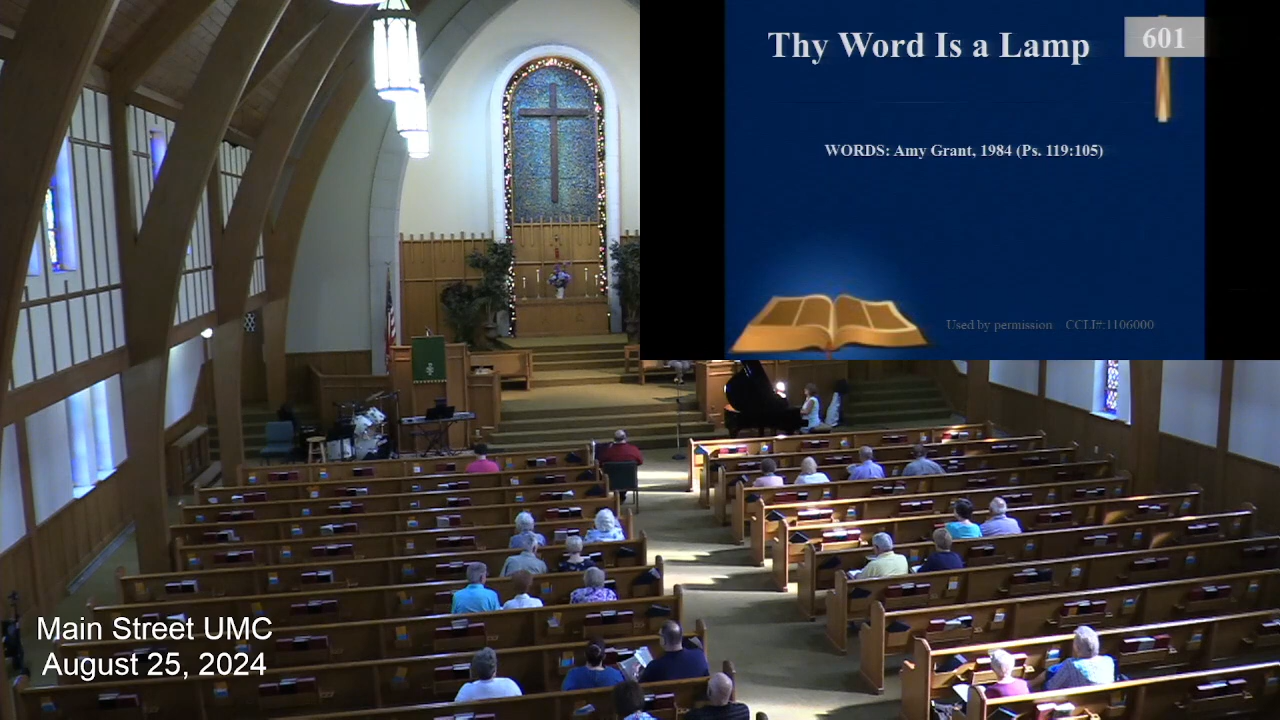 Thy Word Is a Lamp
601
WORDS: Amy Grant, 1984 (Ps. 119:105)
Used by permission CCLI#:1106000
Main Street UMC
August 25, 2024